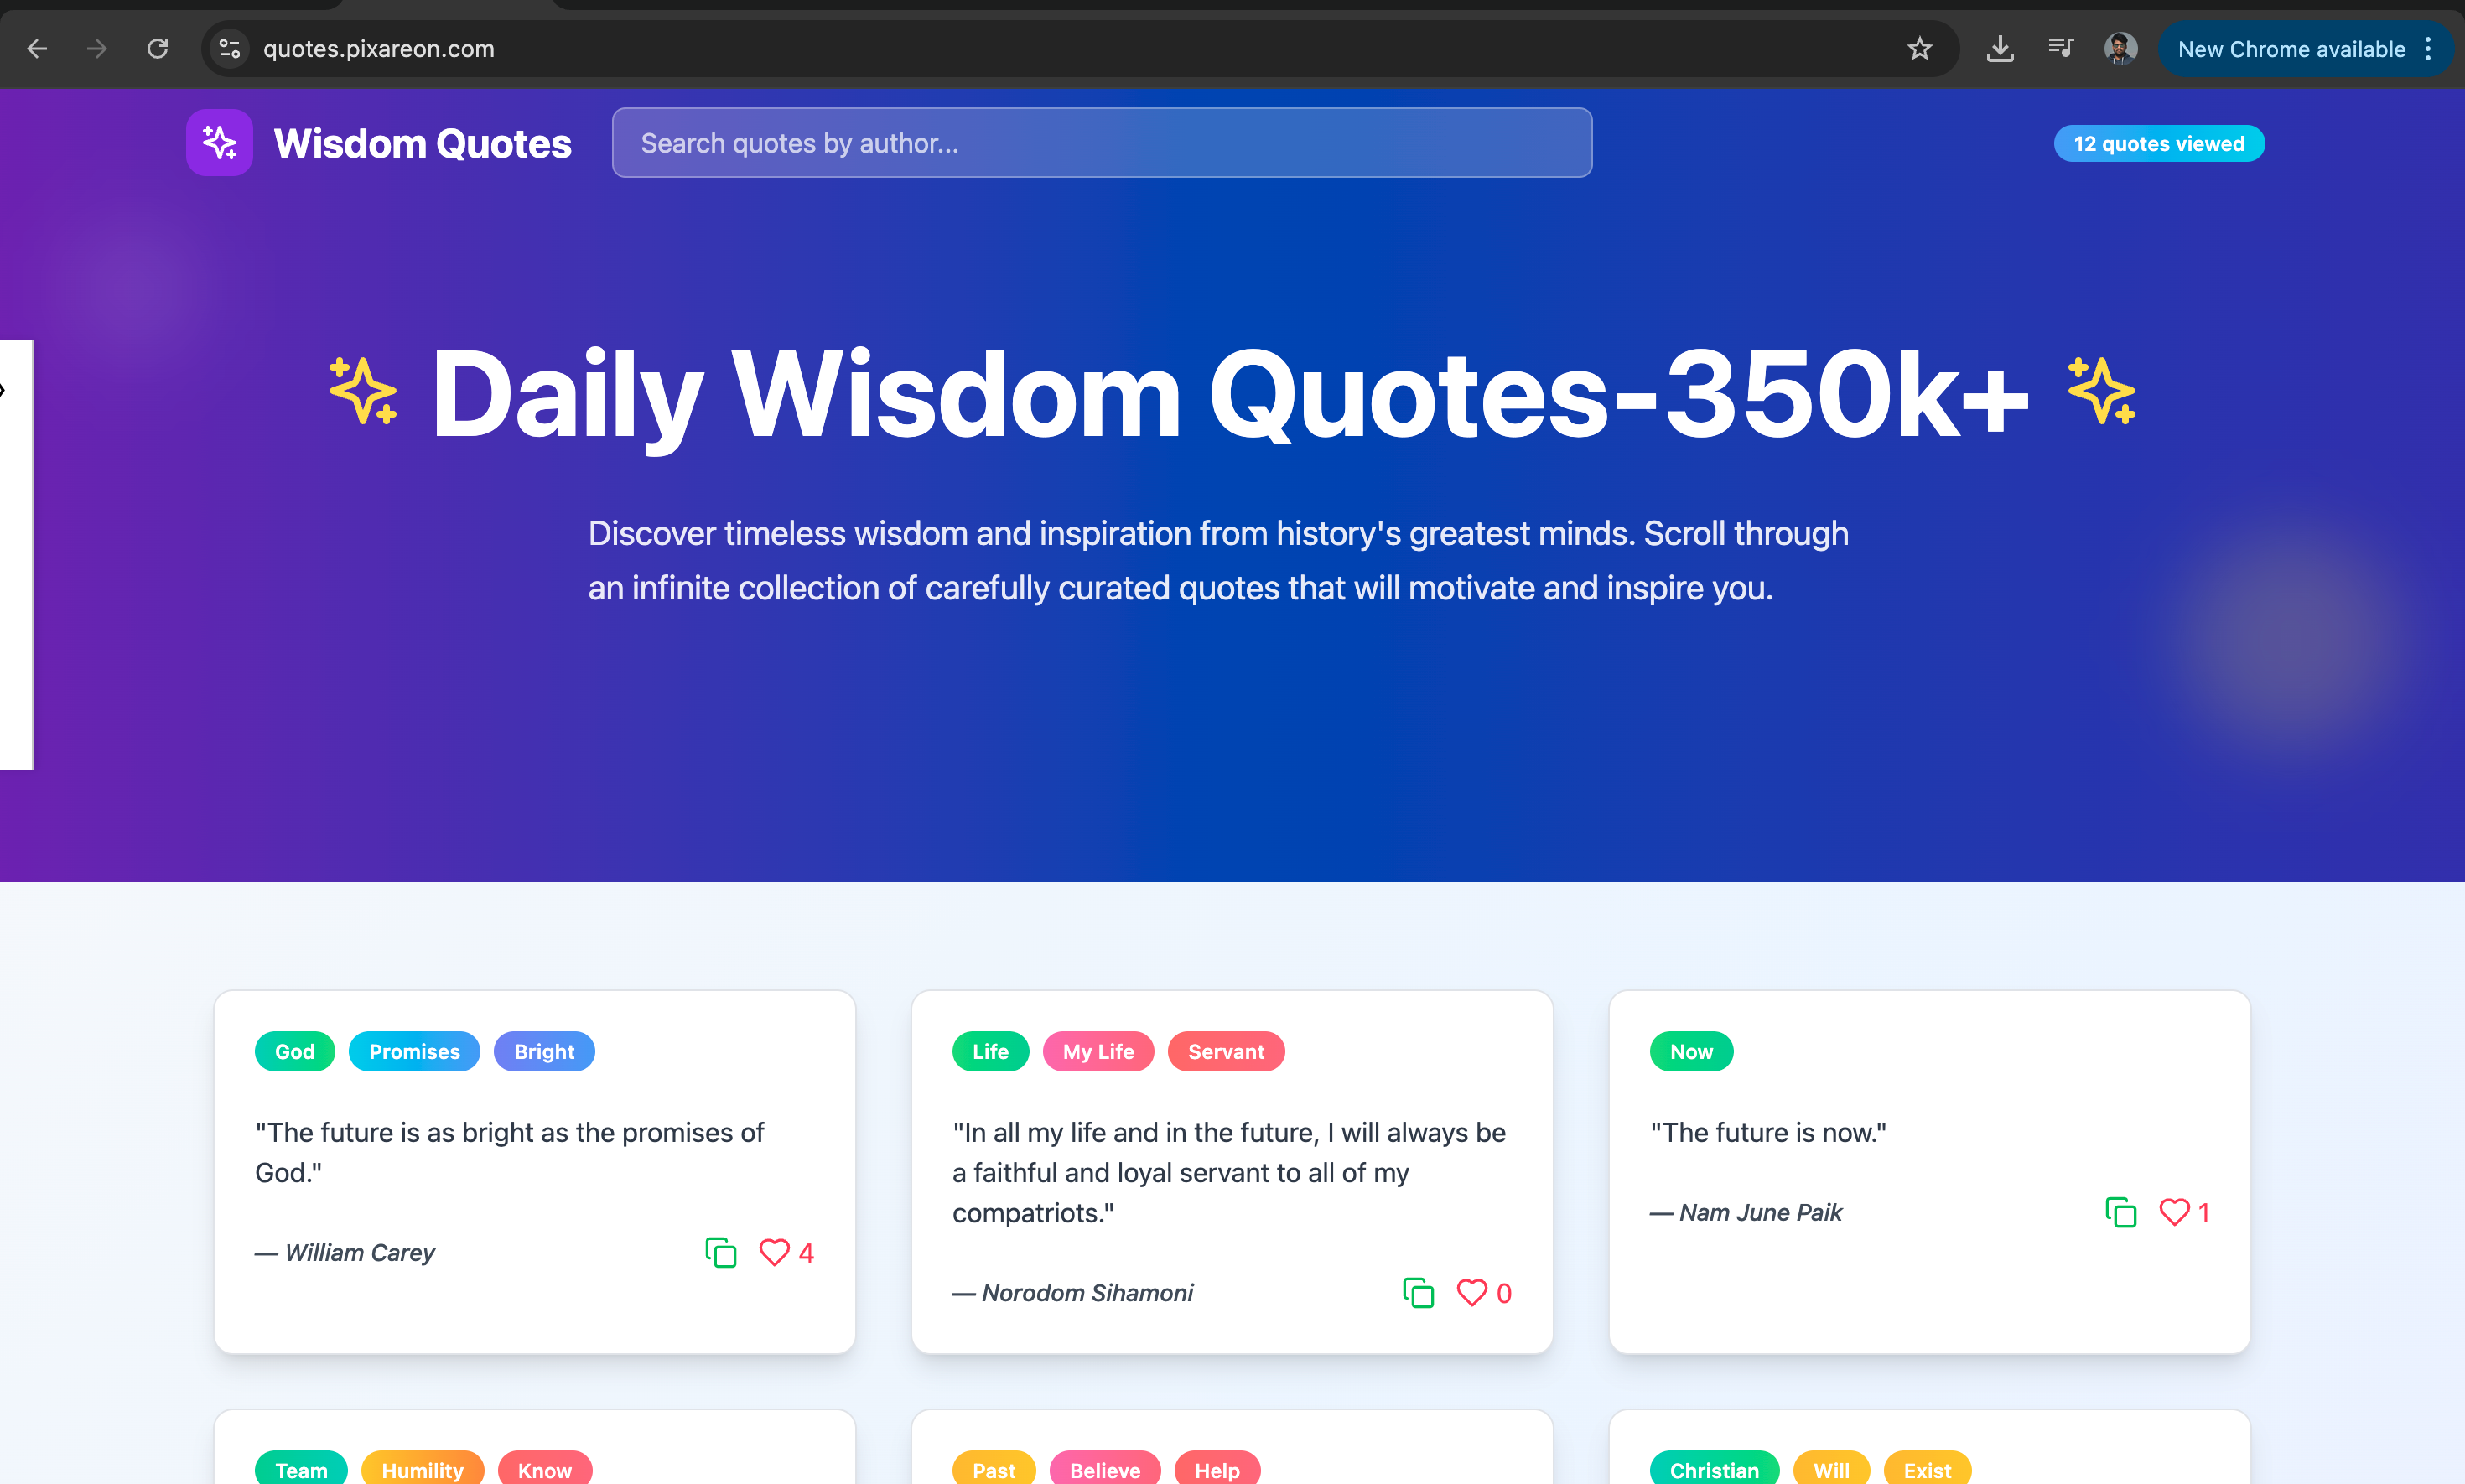 quotes.pixareon.com
New Chrome available
Wisdom Quotes
Search quotes by author...
12 quotes viewed
Daily Wisdom Quotes-350k+
Discover timeless wisdom and inspiration from history's greatest minds. Scroll through
an infinite collection of carefully curated quotes that will motivate and inspire you.
God Promises Bright
"The future is as bright as the promises of
God."
— William Carey
4
Life My Life Servant
"In all my life and in the future, I will always be
a faithful and loyal servant to all of my
compatriots."
— Norodom Sihamoni
0
Now
"The future is now."
— Nam June Paik
1
Team Humility Know
Past Believe Help
Christian Will Exist